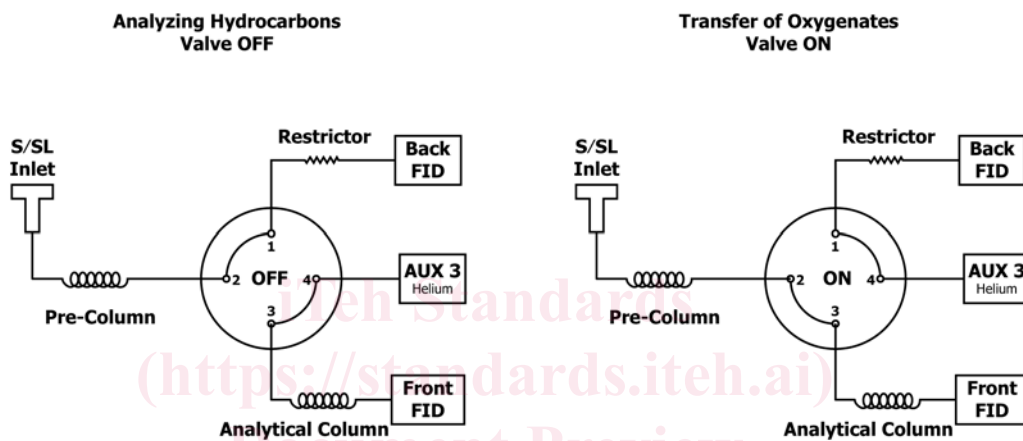 Analyzing Hydrocarbons
Valve OFF
S/SL
Inlet
Pre-Column
Restrictor
Back
FID
1
2
OFF
4
3
AUX 3
Helium
Front
FID
Analytical Column
Transfer of Oxygenates
Valve ON
S/SL
Inlet
Pre-Column
Restrictor
Back
FID
1
2
ON
4
3
AUX 3
Helium
Front
FID
Analytical Column
iTeh Standards
(https://standards.iteh.ai)
Document Preview